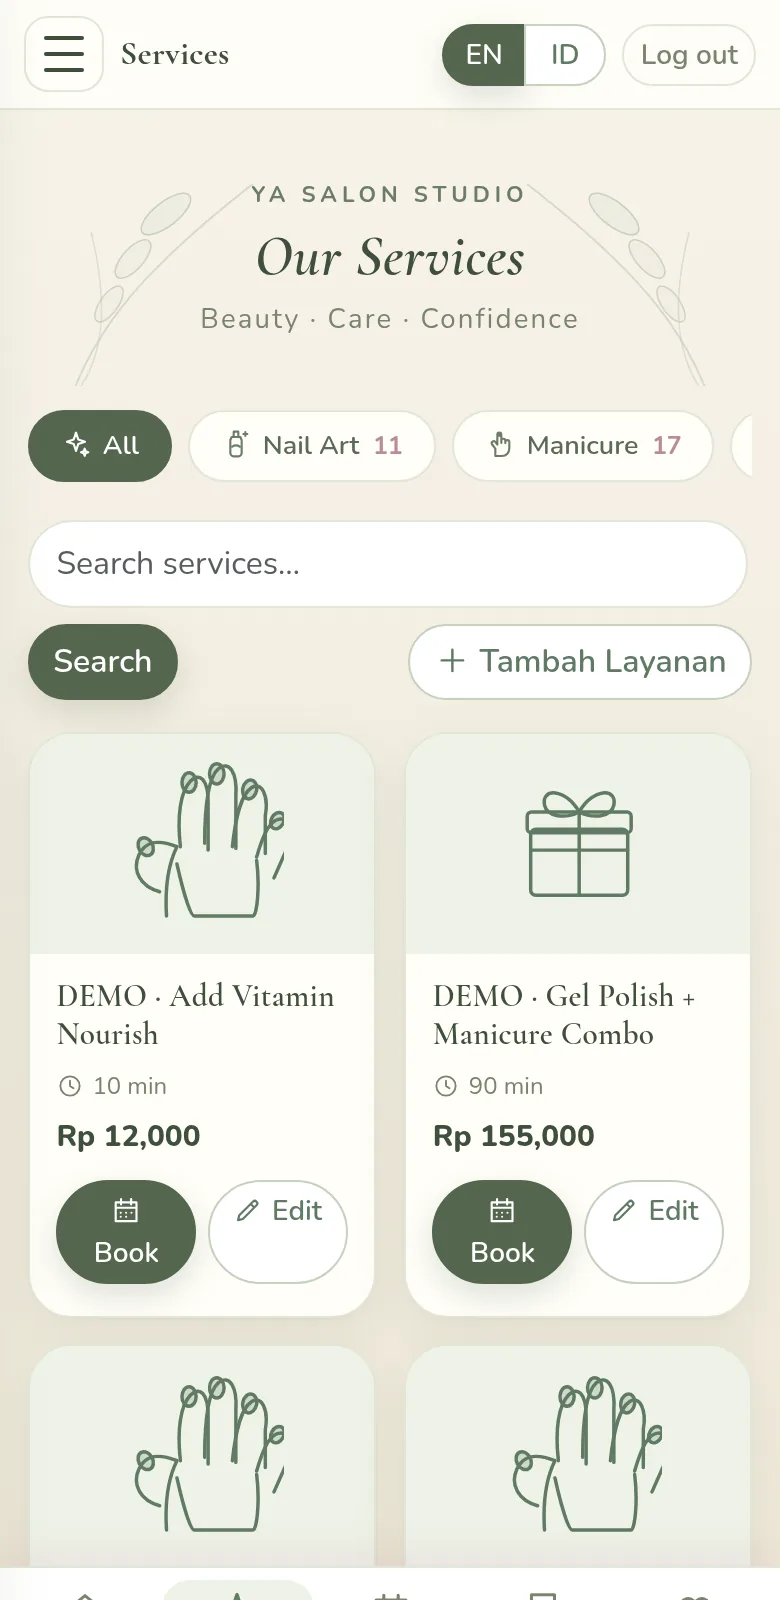 Services
EN
ID
Log out
YA SALON STUDIO
Our Services
Beauty · Care · Confidence
All
Nail Art 11
Manicure 17
Search services...
Search
+ Tambah Layanan
DEMO · Add Vitamin
Nourish
10 min
Rp 12,000
Book
Edit
DEMO · Gel Polish +
Manicure Combo
90 min
Rp 155,000
Book
Edit